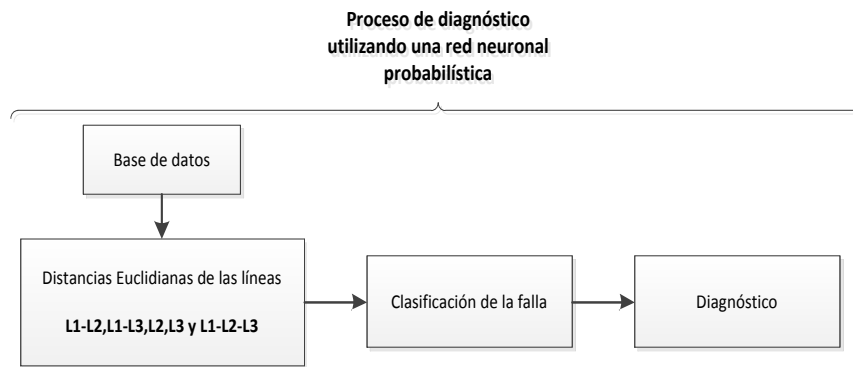 Proceso de diagnóstico
utilizando una red neuronal
probabilística
Base de datos
Distancias Euclidianas de las líneas
L1-L2,L1-L3,L2,L3 y L1-L2-L3
Clasificación de la falla
Diagnóstico